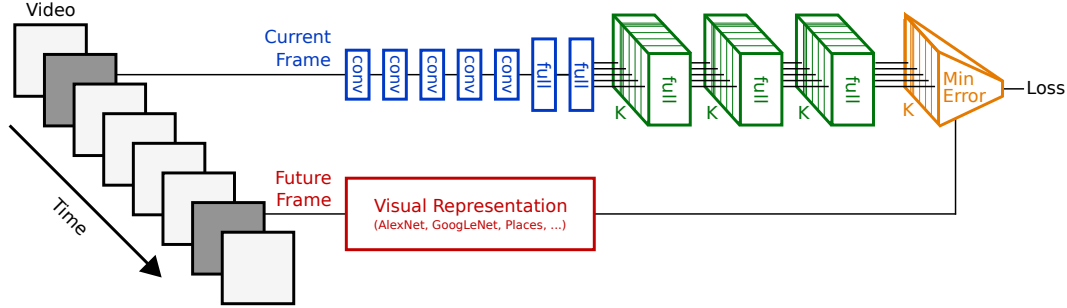 Video
Current
Frame
conv
conv
conv
conv
conv
full
full
full
K
full
K
full
K
Min
Error
K
Loss
Time
Future
Frame
Visual Representation
(AlexNet, GoogLeNet, Places, ...)